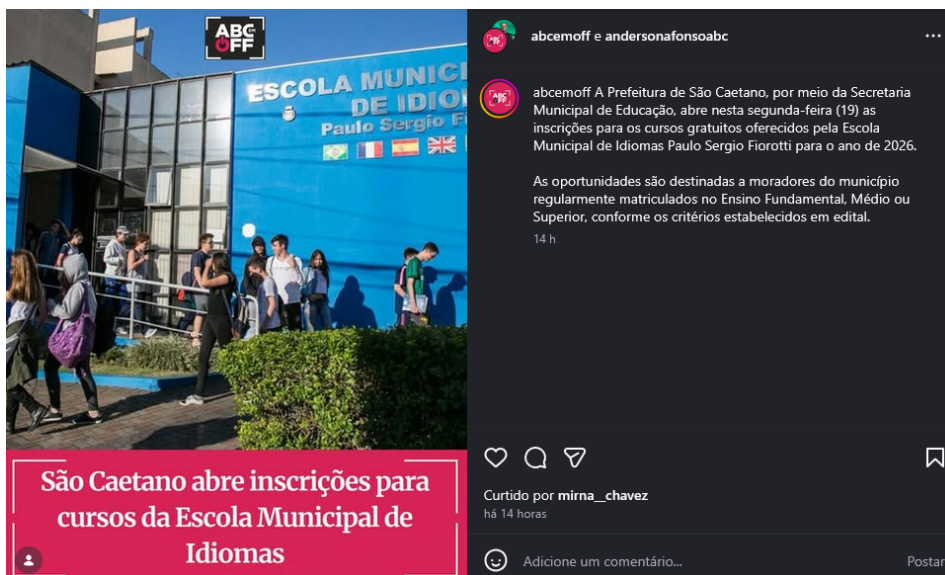 ABC
EM
OFF
ESCOLA MUNICI
DE IDIO
Paulo Sergio Fi
São Caetano abre inscrições para
cursos da Escola Municipal de
Idiomas
abcemoff e andersonafonsoabc
abcemoff A Prefeitura de São Caetano, por meio da Secretaria
Municipal de Educação, abre nesta segunda-feira (19) as
inscrições para os cursos gratuitos oferecidos pela Escola
Municipal de Idiomas Paulo Sergio Fiorotti para o ano de 2026.
As oportunidades são destinadas a moradores do município
regularmente matriculados no Ensino Fundamental, Médio ou
Superior, conforme os critérios estabelecidos em edital.
14 h
Curtido por mirna__chavez
há 14 horas
Adicione um comentário...
Postar